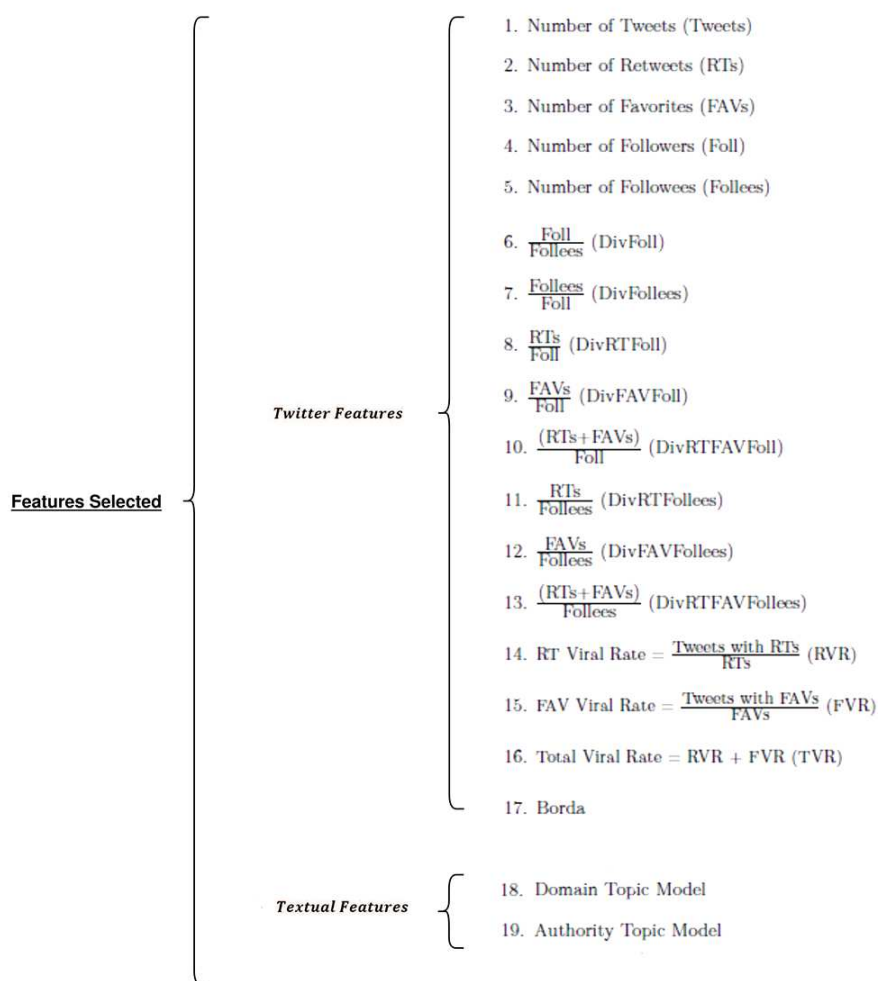 1. Number of Tweets (Tweets)
2. Number of Retweets (RTs)
3. Number of Favorites (FAVs)
4. Number of Followers (Foll)
5. Number of Followees (Follees)
6. Foll/Follees (DivFoll)
7. Follees/Foll (DivFollees)
8. RTs/Foll (DivRTFoll)
9. FAVs/Foll (DivFAVFoll)
10. (RTs+FAVs)/Foll (DivRTFAVFoll)
11. RTs/Follees (DivRTFollees)
12. FAVs/Follees (DivFAVFollees)
13. (RTs+FAVs)/Follees (DivRTFAVFollees)
14. RT Viral Rate = Tweets with RTs/RTs (RVR)
15. FAV Viral Rate = Tweets with FAVs/FAVs (FVR)
16. Total Viral Rate = RVR + FVR (TVR)
17. Borda
Twitter Features
Features Selected
18. Domain Topic Model
19. Authority Topic Model
Textual Features